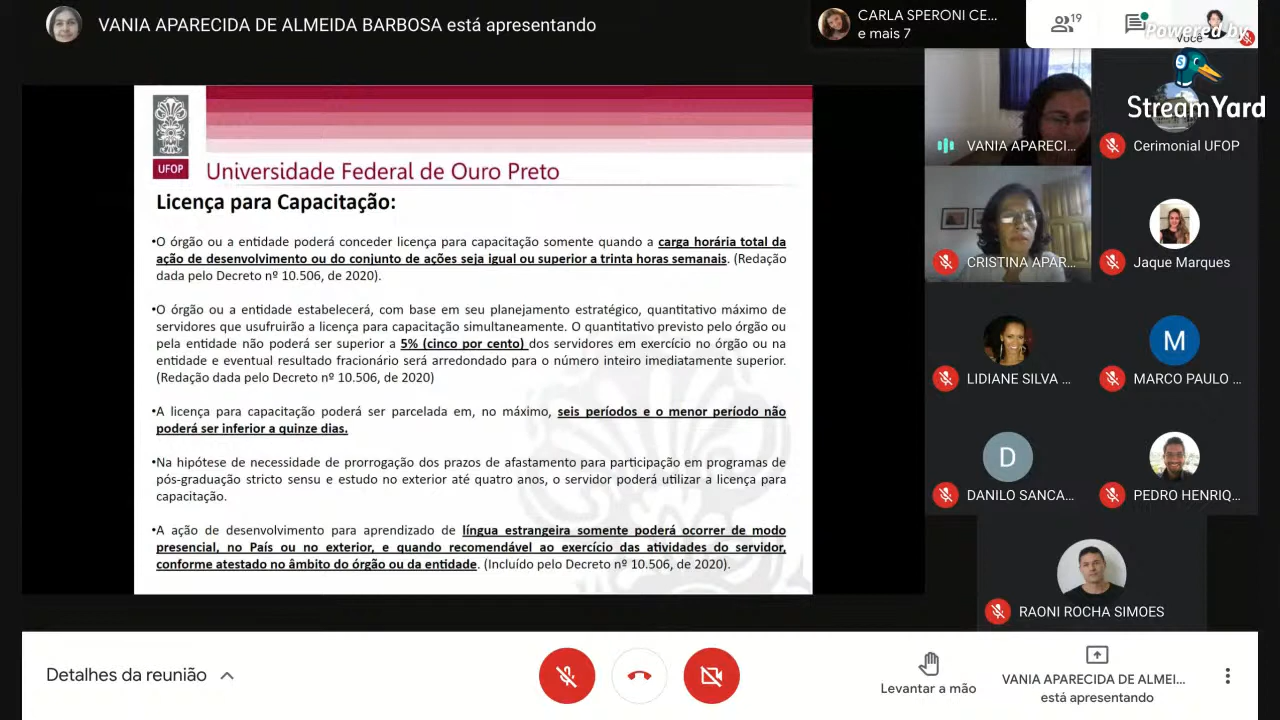 VANIA APARECIDA DE ALMEIDA BARBOSA está apresentando
CARLA SPERONI CE...
e mais 7
19
Você
Powered by
StreamYard
UFOP
Universidade Federal de Ouro Preto
Licença para Capacitação:
•O órgão ou a entidade poderá conceder licença para capacitação somente quando a carga horária total da
ação de desenvolvimento ou do conjunto de ações seja igual ou superior a trinta horas semanais. (Redação
dada pelo Decreto nº 10.506, de 2020).
•O órgão ou a entidade estabelecerá, com base em seu planejamento estratégico, quantitativo máximo de
servidores que usufruirão a licença para capacitação simultaneamente. O quantitativo previsto pelo órgão ou
pela entidade não poderá ser superior a 5% (cinco por cento) dos servidores em exercício no órgão ou na
entidade e eventual resultado fracionário será arredondado para o número inteiro imediatamente superior.
(Redação dada pelo Decreto nº 10.506, de 2020)
•A licença para capacitação poderá ser parcelada em, no máximo, seis períodos e o menor período não
poderá ser inferior a quinze dias.
•Na hipótese de necessidade de prorrogação dos prazos de afastamento para participação em programas de
pós-graduação stricto sensu e estudo no exterior até quatro anos, o servidor poderá utilizar a licença para
capacitação.
•A ação de desenvolvimento para aprendizado de língua estrangeira somente poderá ocorrer de modo
presencial, no País ou no exterior, e quando recomendável ao exercício das atividades do servidor,
conforme atestado no âmbito do órgão ou da entidade. (Incluído pelo Decreto nº 10.506, de 2020).
VANIA APARECI...
Cerimonial UFOP
CRISTINA APAR...
Jaque Marques
LIDIANE SILVA ...
M
MARCO PAULO ...
D
DANILO SANCA...
PEDRO HENRIQ...
RAONI ROCHA SIMOES
Detalhes da reunião
Levantar a mão
VANIA APARECIDA DE ALMEI...
está apresentando